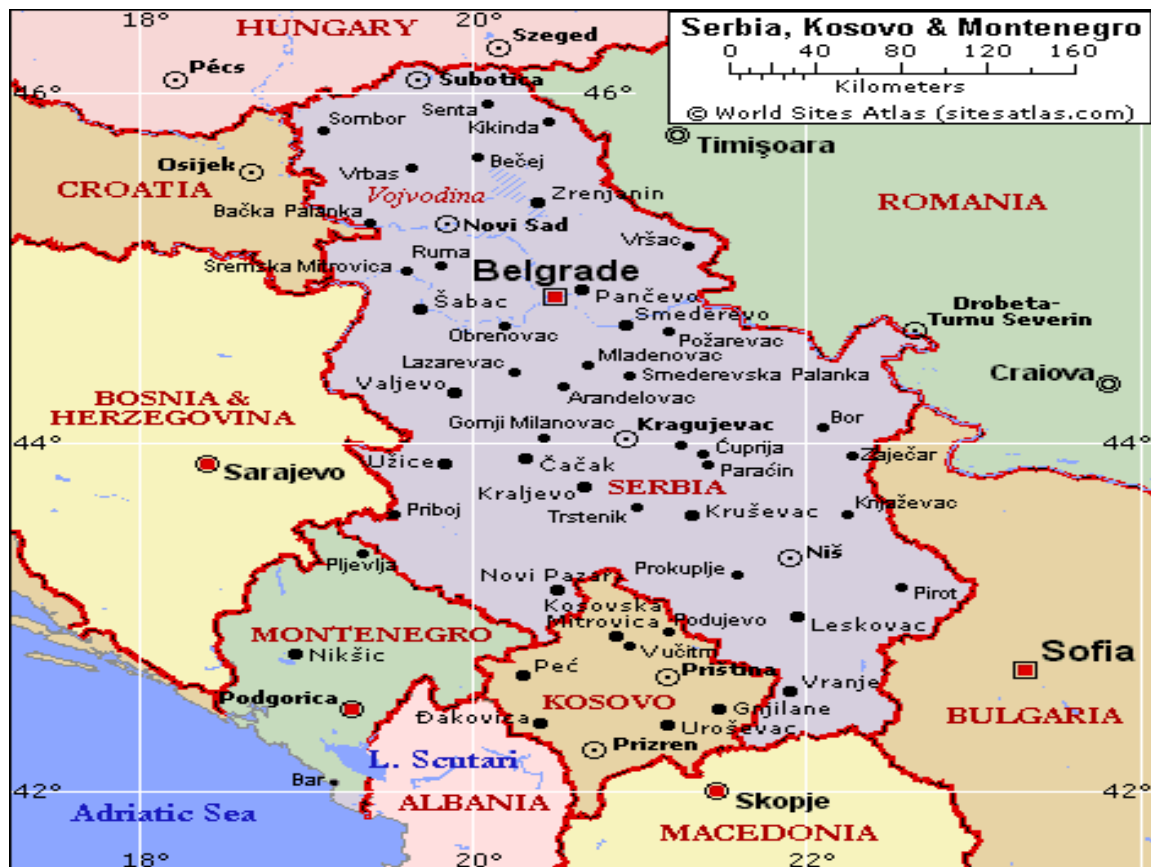 18°
20°
HUNGARY
Szeged
Serbia, Kosovo & Montenegro
0 40 80 120 160
Kilometers
© World Sites Atlas (sitesatlas.com)
Pécs
Subotica
46°
46°
Senta
Sombor
Kikinda
Timişoara
Osijek
Bečej
Vrbas
CROATIA
Vojvodina
Zrenjanin
ROMANIA
Bačka Palanka
Novi Sad
Vršac
Ruma
Sremska Mitrovica
Belgrade
Pančevo
Šabac
Drobeta-
Turnu Severin
Smederevo
Obrenovac
Požarevac
Mladenovac
Lazarevac
Smederevska Palanka
Craiova
Valjevo
Arandelovac
BOSNIA &
HERZEGOVINA
Gornji Milanovac
Kragujevac
Bor
44°
44°
Ćuprija
Zaječar
Užice
Čačak
Paraćin
Sarajevo
Kraljevo
SERBIA
Priboj
Trstenik
Kruševac
Knjaževac
Pljevlja
Niš
Novi Pazar
Prokuplje
Pirot
Kosovska
Mitrovica
Podujevo
Leskovac
MONTENEGRO
Vučitrn
Nikšic
Peć
Priština
Sofia
Vranje
Podgorica
KOSOVO
Gnjilane
Đakovica
Uroševac
BULGARIA
Prizren
L. Scutari
Bar
42°
42°
Adriatic Sea
ALBANIA
Skopje
MACEDONIA
18°
20°
22°